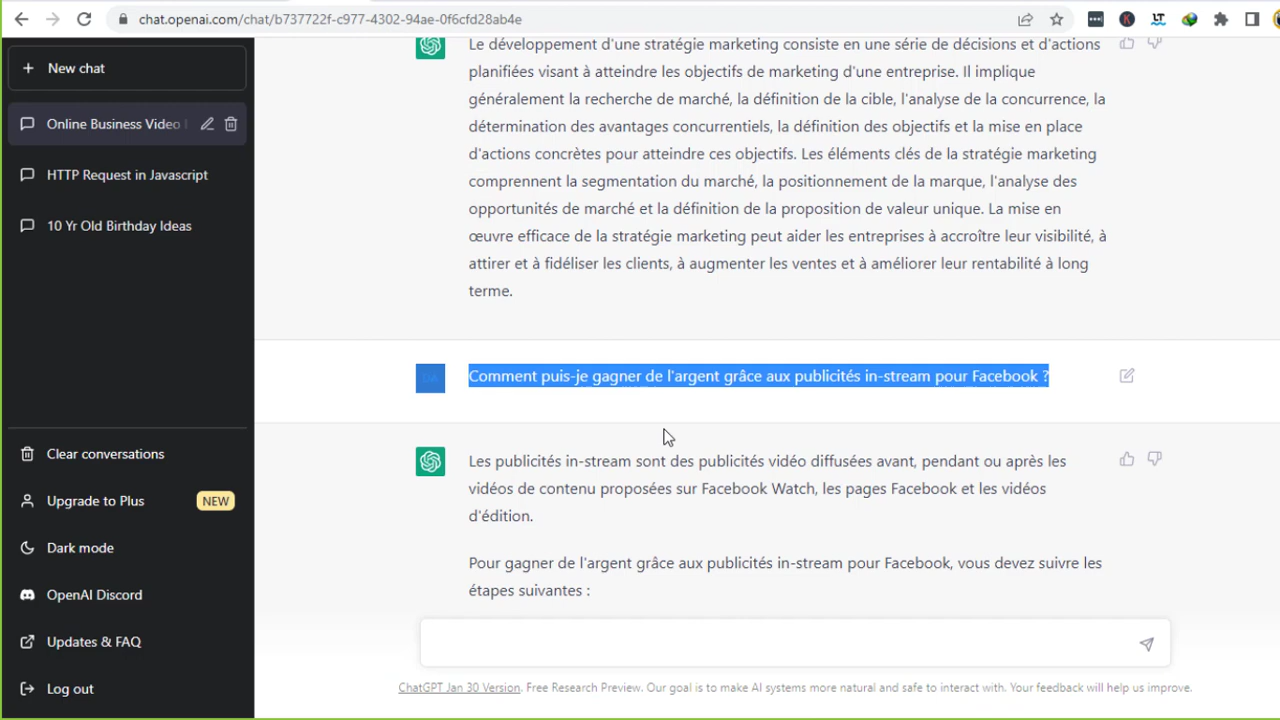 chat.openai.com/chat/b737722f-c977-4302-94ae-0f6cfd28ab4e
K
LT
New chat
Online Business Video
HTTP Request in Javascript
10 Yr Old Birthday Ideas
Clear conversations
Upgrade to Plus
NEW
Dark mode
OpenAI Discord
Updates & FAQ
Log out
Le développement d'une stratégie marketing consiste en une série de décisions et d'actions
planifiées visant à atteindre les objectifs de marketing d'une entreprise. Il implique
généralement la recherche de marché, la définition de la cible, l'analyse de la concurrence, la
détermination des avantages concurrentiels, la définition des objectifs et la mise en place
d'actions concrètes pour atteindre ces objectifs. Les éléments clés de la stratégie marketing
comprennent la segmentation du marché, la positionnement de la marque, l'analyse des
opportunités de marché et la définition de la proposition de valeur unique. La mise en
œuvre efficace de la stratégie marketing peut aider les entreprises à accroître leur visibilité, à
attirer et à fidéliser les clients, à augmenter les ventes et à améliorer leur rentabilité à long
terme.
DA
Comment puis-je gagner de l'argent grâce aux publicités in-stream pour Facebook ?
Les publicités in-stream sont des publicités vidéo diffusées avant, pendant ou après les
vidéos de contenu proposées sur Facebook Watch, les pages Facebook et les vidéos
d'édition.
Pour gagner de l'argent grâce aux publicités in-stream pour Facebook, vous devez suivre les
étapes suivantes :
ChatGPT Jan 30 Version. Free Research Preview. Our goal is to make AI systems more natural and safe to interact with. Your feedback will help us improve.